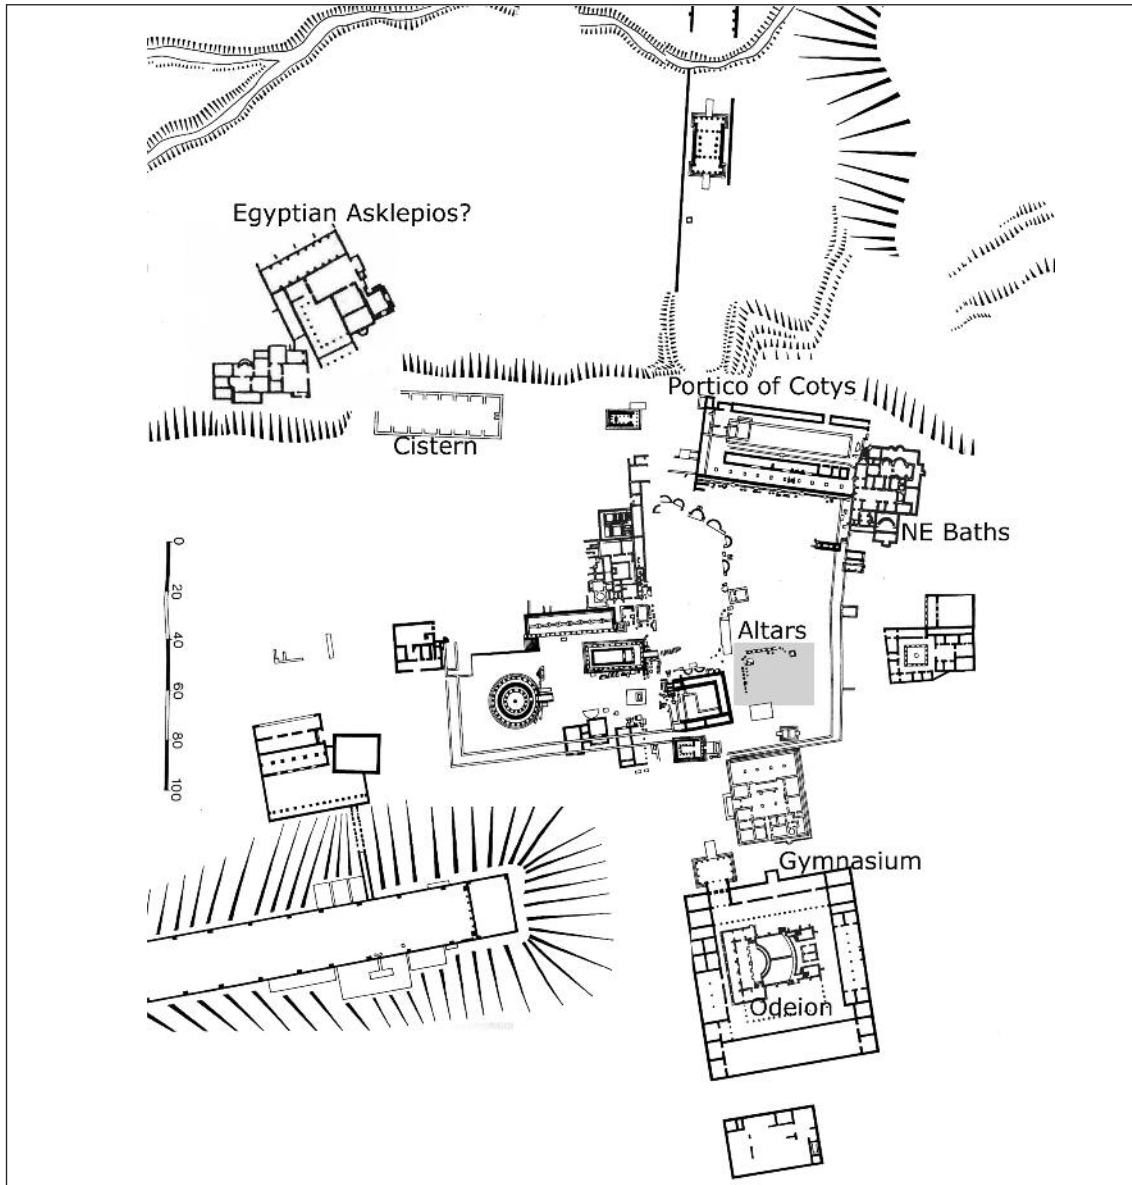 Egyptian Asklepios?
Portico of Cotys
Cistern
NE Baths
0
20
40
60
80
100
Altars
Gymnasium
Odeion